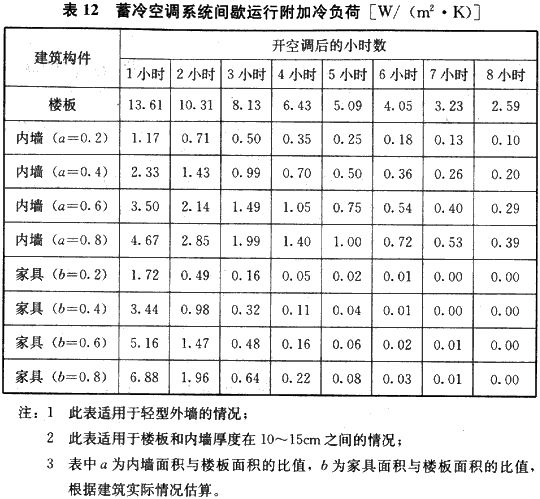 表 12 蓄冷空调系统间歇运行附加冷负荷［W/（m²·K）］
建筑构件 开空调后的小时数
1 小时 2 小时 3 小时 4 小时 5 小时 6 小时 7 小时 8 小时
楼板 13.61 10.31 8.13 6.43 5.09 4.05 3.23 2.59
内墙（a=0.2） 1.17 0.71 0.50 0.35 0.25 0.18 0.13 0.10
内墙（a=0.4） 2.33 1.43 0.99 0.70 0.50 0.36 0.26 0.20
内墙（a=0.6） 3.50 2.14 1.49 1.05 0.75 0.54 0.40 0.29
内墙（a=0.8） 4.67 2.85 1.99 1.40 1.00 0.72 0.53 0.39
家具（b=0.2） 1.72 0.49 0.16 0.05 0.02 0.01 0.00 0.00
家具（b=0.4） 3.44 0.98 0.32 0.11 0.04 0.01 0.00 0.00
家具（b=0.6） 5.16 1.47 0.48 0.16 0.06 0.02 0.01 0.00
家具（b=0.8） 6.88 1.96 0.64 0.22 0.08 0.03 0.01 0.00
注：1 此表适用于轻型外墙的情况；
2 此表适用于楼板和内墙厚度在 10～15cm 之间的情况；
3 表中 a 为内墙面积与楼板面积的比值，b 为家具面积与楼板面积的比值，
根据建筑实际情况估算。